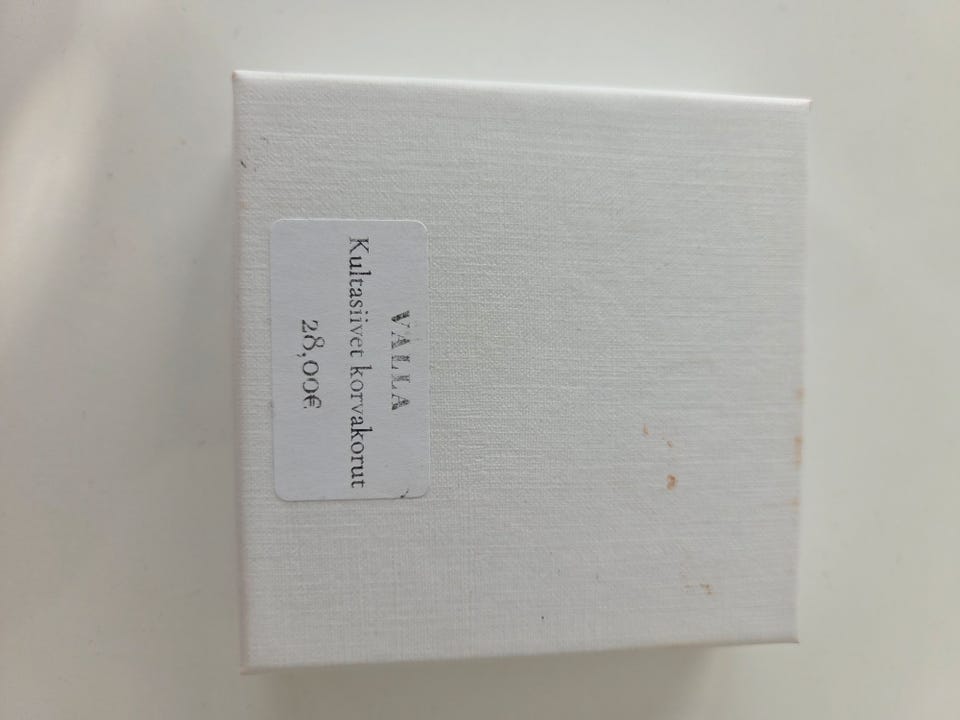 VALLA
Kultasiivet korvakorut
28,00€